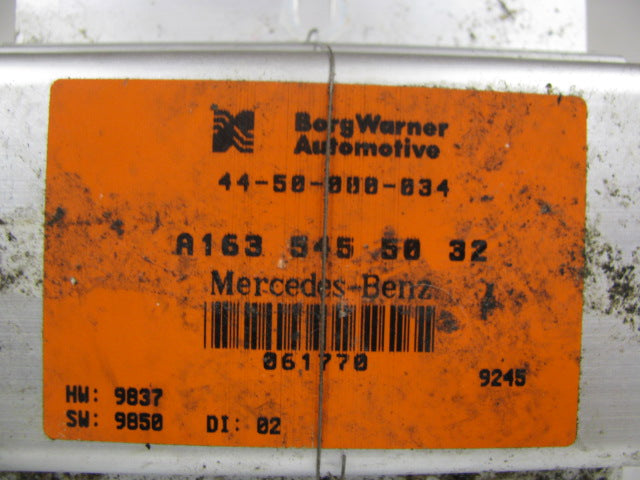 BorgWarner
Automotive
44-50-000-034
A163 545 50 32
Mercedes-Benz
061770
9245
HW: 9837
SW: 9850 DI: 02